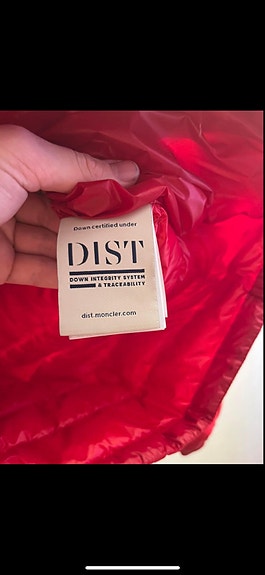 Down certified under
DIST
DOWN INTEGRITY SYSTEM
& TRACEABILITY
dist.moncler.com